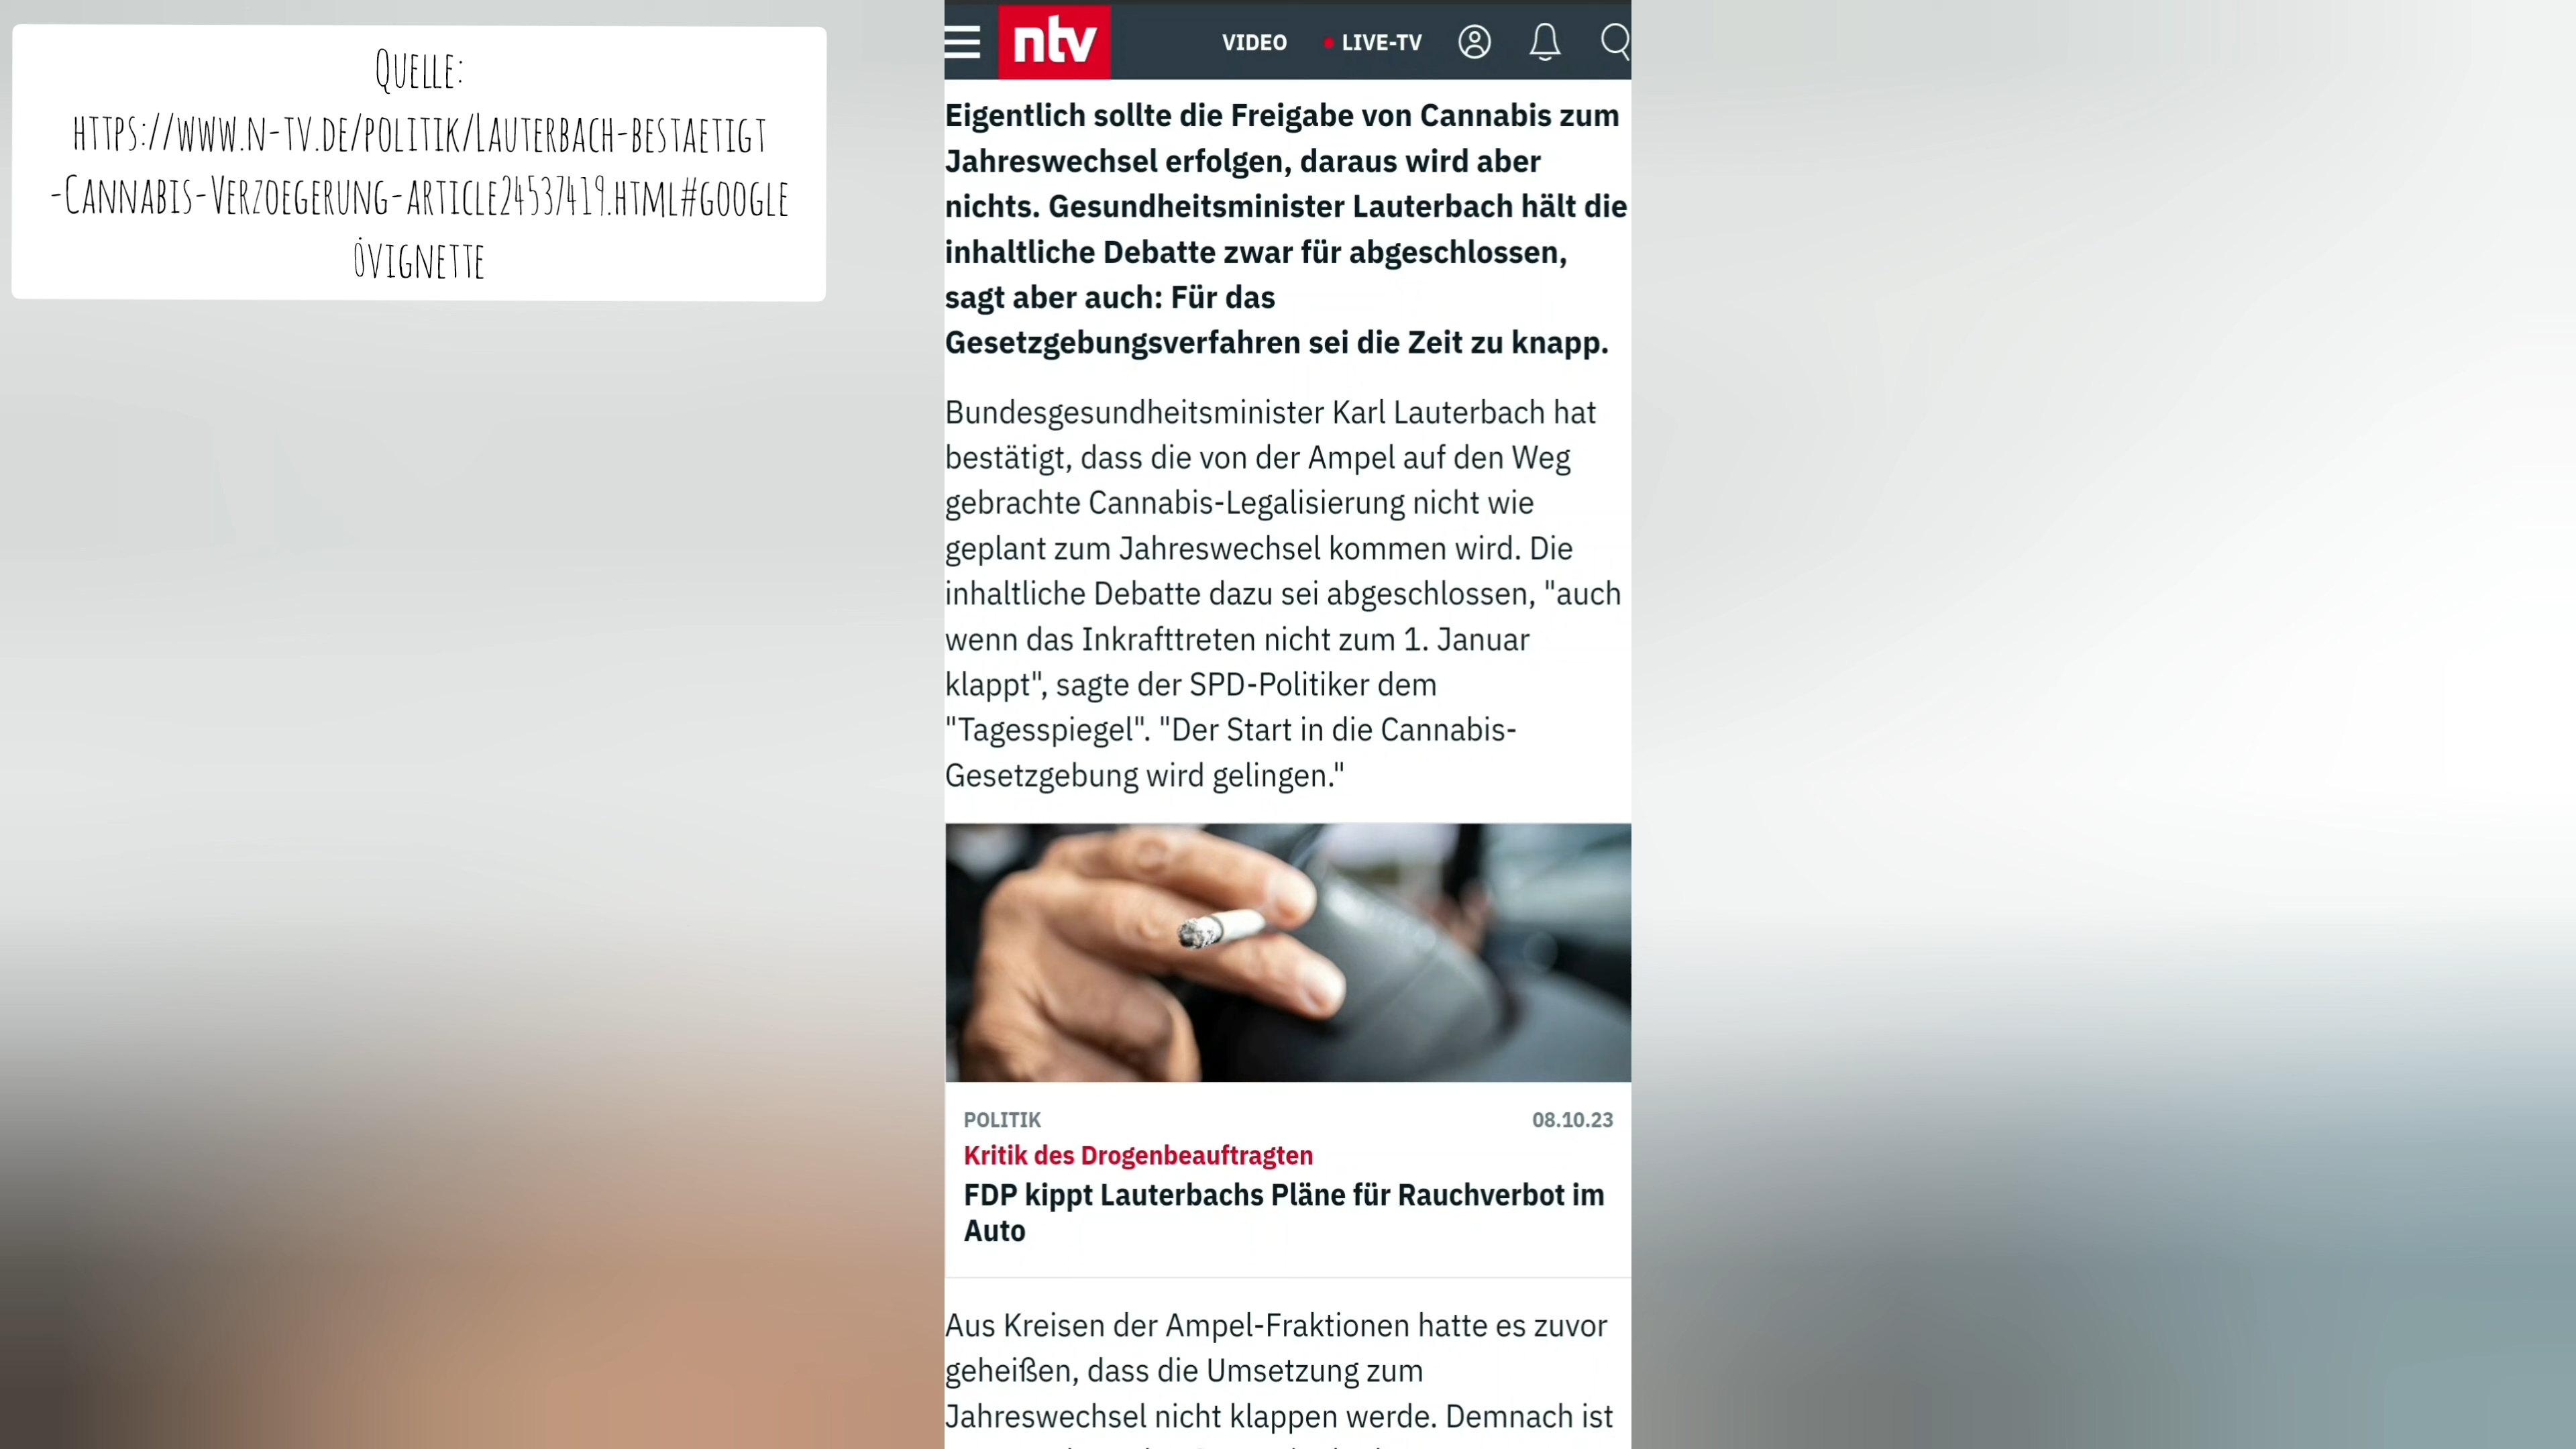 QUELLE:
HTTPS://WWW.N-TV.DE/POLITIK/LAUTERBACH-BESTAETIGT
-CANNABIS-VERZOEGERUNG-ARTICLE24537419.HTML#GOOGLE
ÖVIGNETTE
ntv
VIDEO
LIVE-TV
Eigentlich sollte die Freigabe von Cannabis zum
Jahreswechsel erfolgen, daraus wird aber
nichts. Gesundheitsminister Lauterbach hält die
inhaltliche Debatte zwar für abgeschlossen,
sagt aber auch: Für das
Gesetzgebungsverfahren sei die Zeit zu knapp.
Bundesgesundheitsminister Karl Lauterbach hat
bestätigt, dass die von der Ampel auf den Weg
gebrachte Cannabis-Legalisierung nicht wie
geplant zum Jahreswechsel kommen wird. Die
inhaltliche Debatte dazu sei abgeschlossen, "auch
wenn das Inkrafttreten nicht zum 1. Januar
klappt", sagte der SPD-Politiker dem
"Tagesspiegel". "Der Start in die Cannabis-
Gesetzgebung wird gelingen."
POLITIK
08.10.23
Kritik des Drogenbeauftragten
FDP kippt Lauterbachs Pläne für Rauchverbot im
Auto
Aus Kreisen der Ampel-Fraktionen hatte es zuvor
geheißen, dass die Umsetzung zum
Jahreswechsel nicht klappen werde. Demnach ist